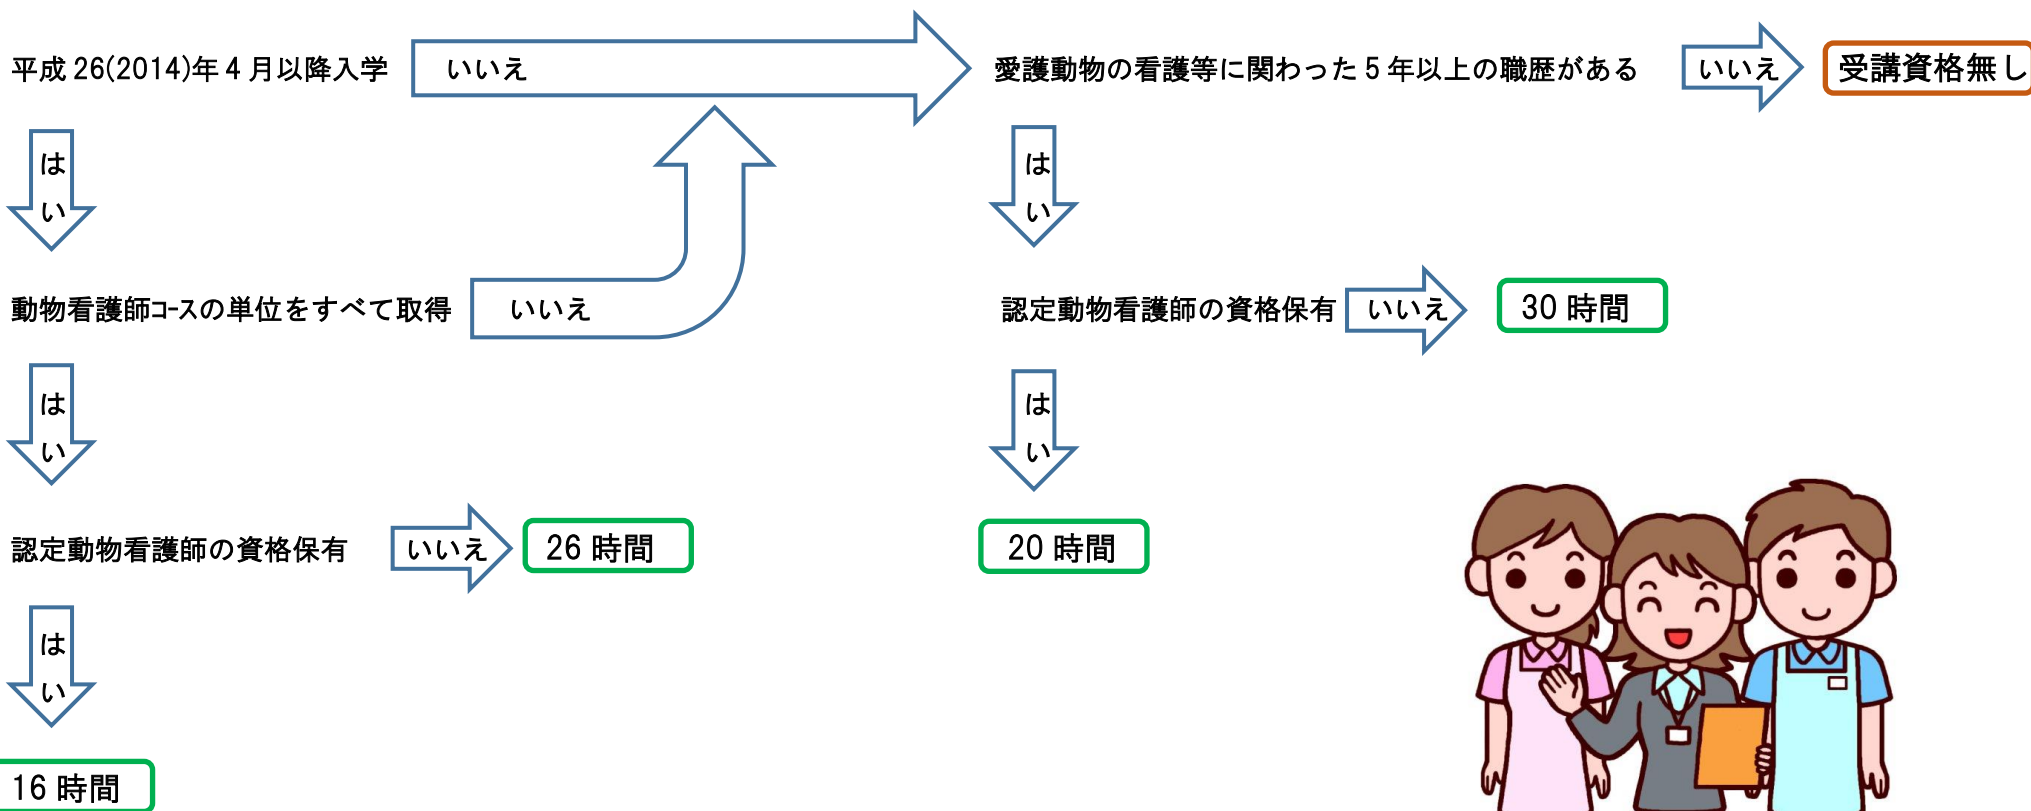 平成26(2014)年4月以降入学
いいえ
愛護動物の看護等に関わった5年以上の職歴がある
いいえ
受講資格無し
はい
はい
動物看護師ｺｰｽの単位をすべて取得
いいえ
認定動物看護師の資格保有
いいえ
30時間
はい
はい
認定動物看護師の資格保有
いいえ
26時間
20時間
はい
16時間